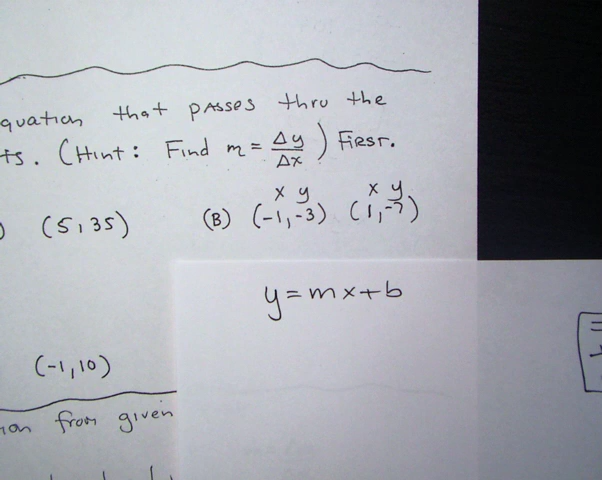 quation that passes thru the
ts. (Hint: Find m = Δy/Δx) First.
x y x y
) (5,35) (B) (-1,-3) (1,-7)
y=mx+b
(-1,10)
ion from given